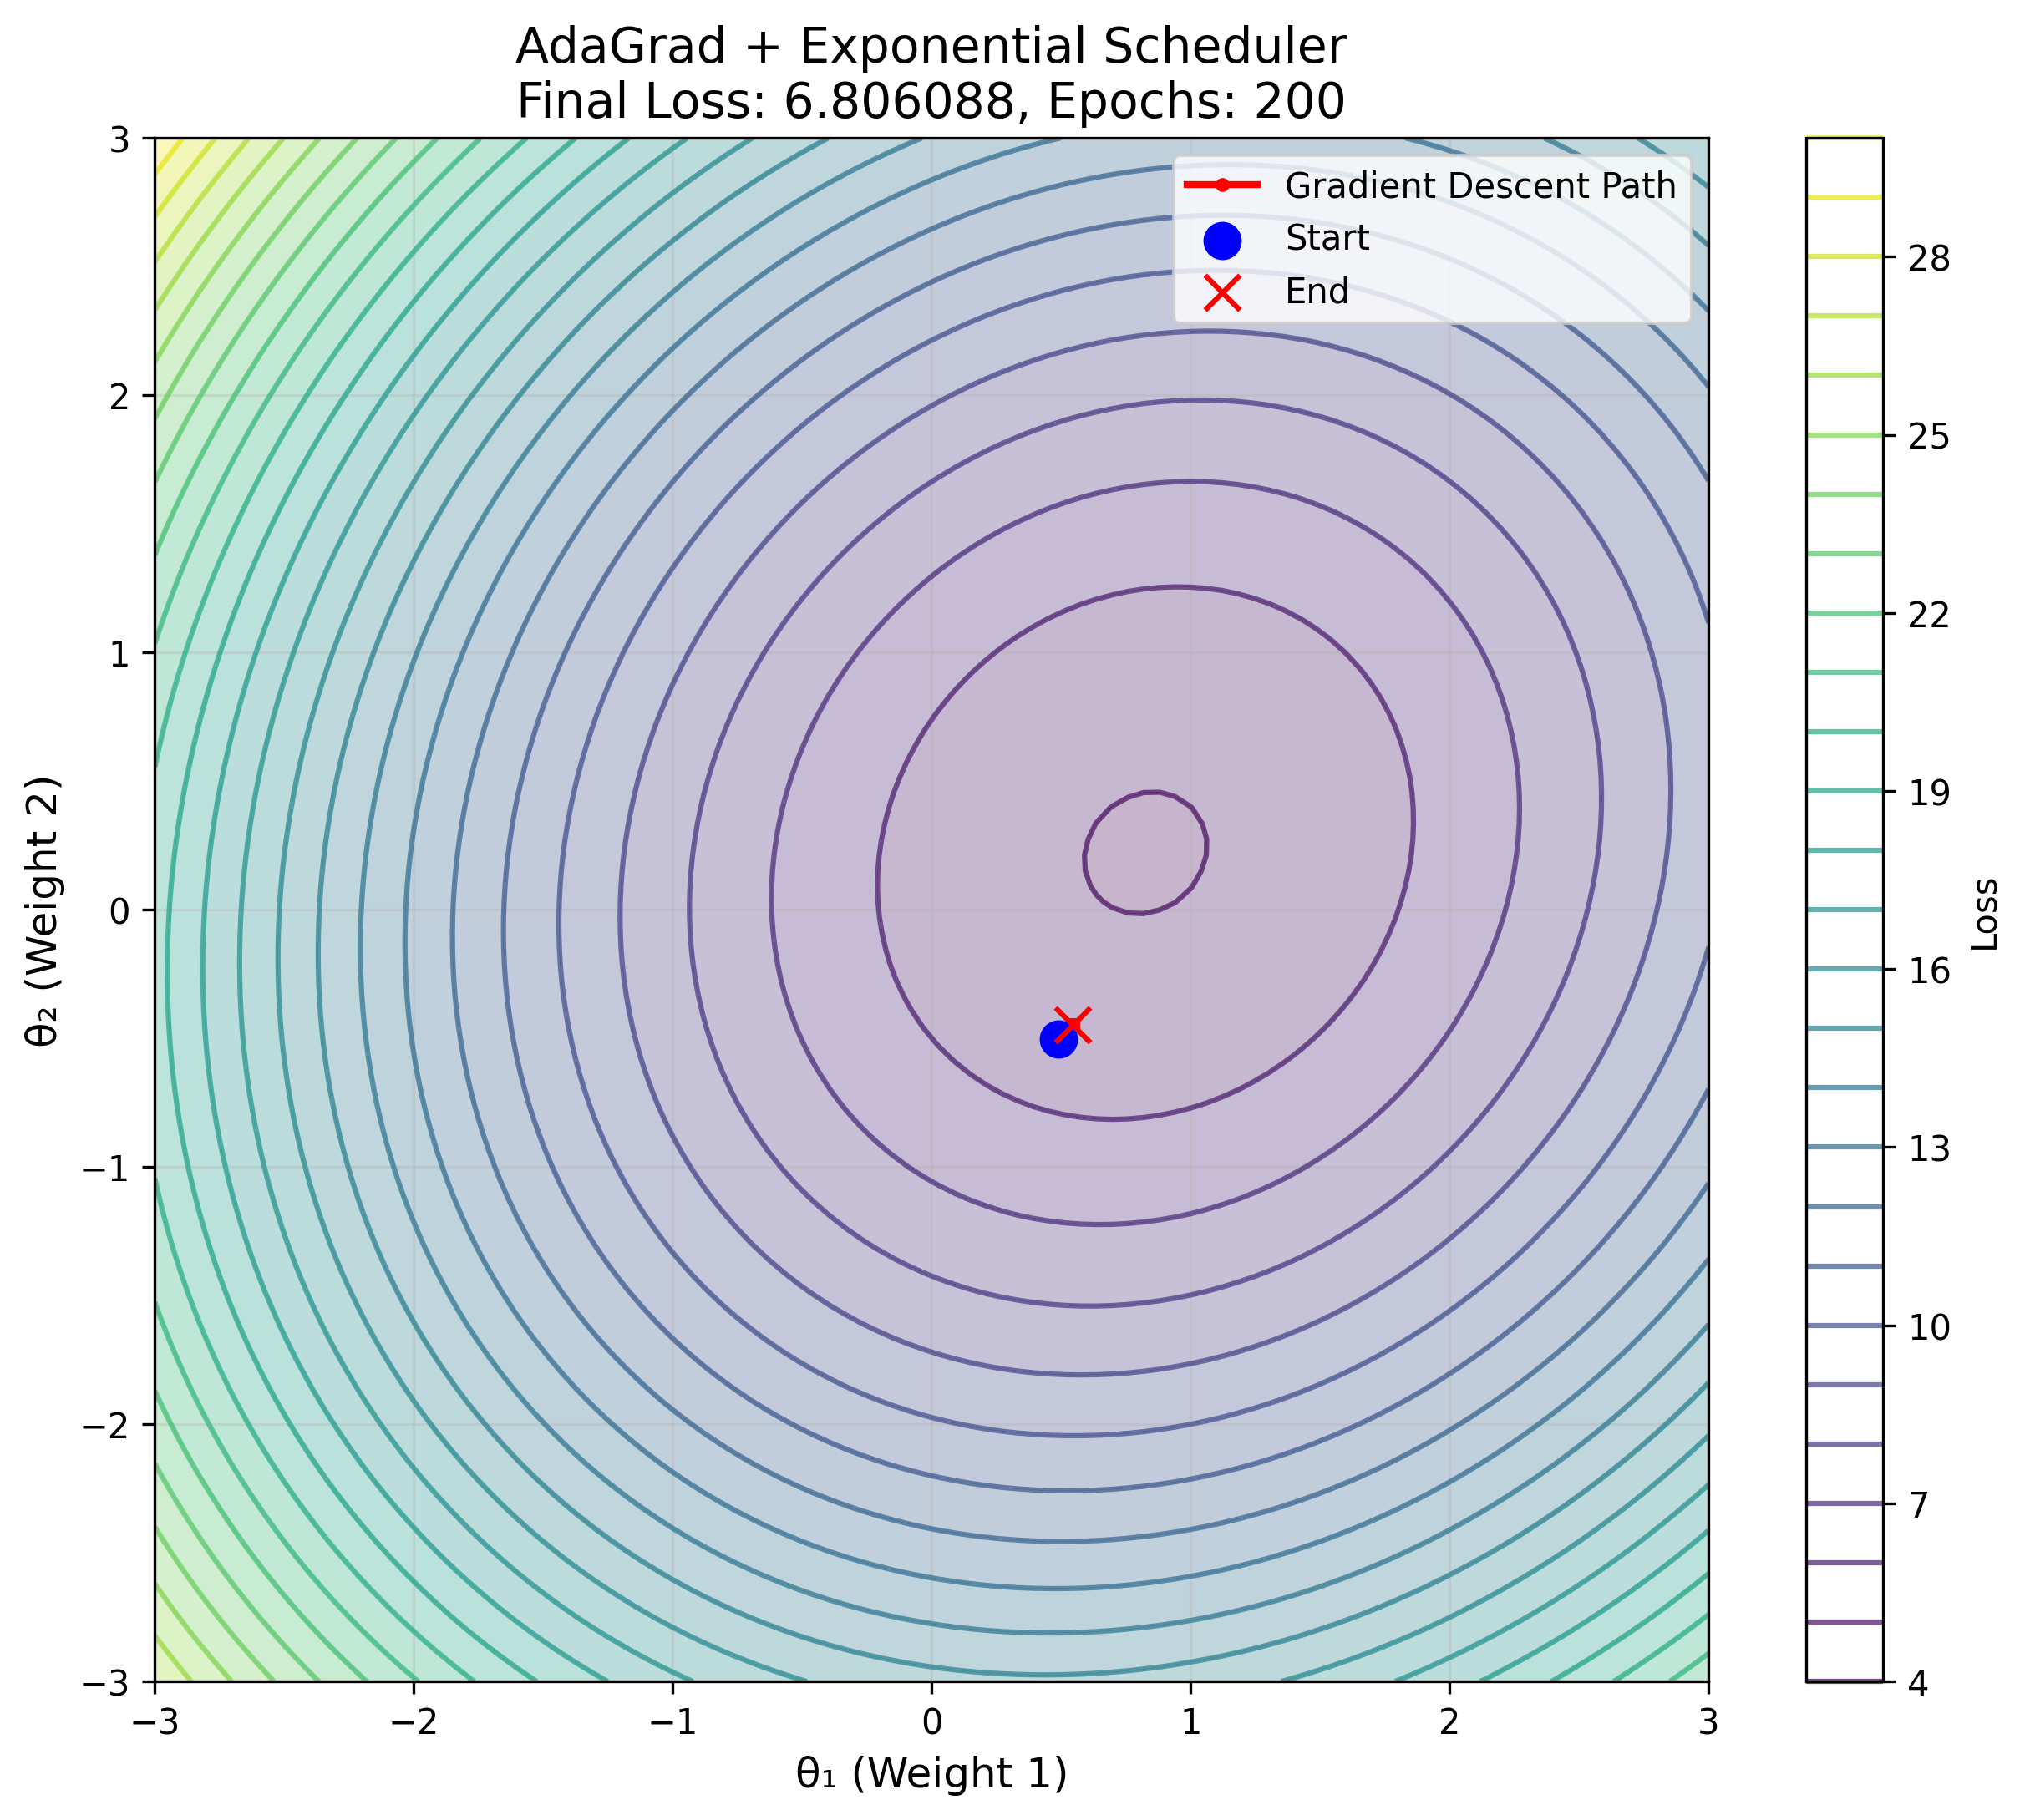 AdaGrad + Exponential Scheduler
Final Loss: 6.806088, Epochs: 200
Gradient Descent Path
Start
End
3
2
1
0
−1
−2
−3
θ₂ (Weight 2)
−3
−2
−1
0
1
2
3
θ₁ (Weight 1)
28
25
22
19
16
13
10
7
4
Loss